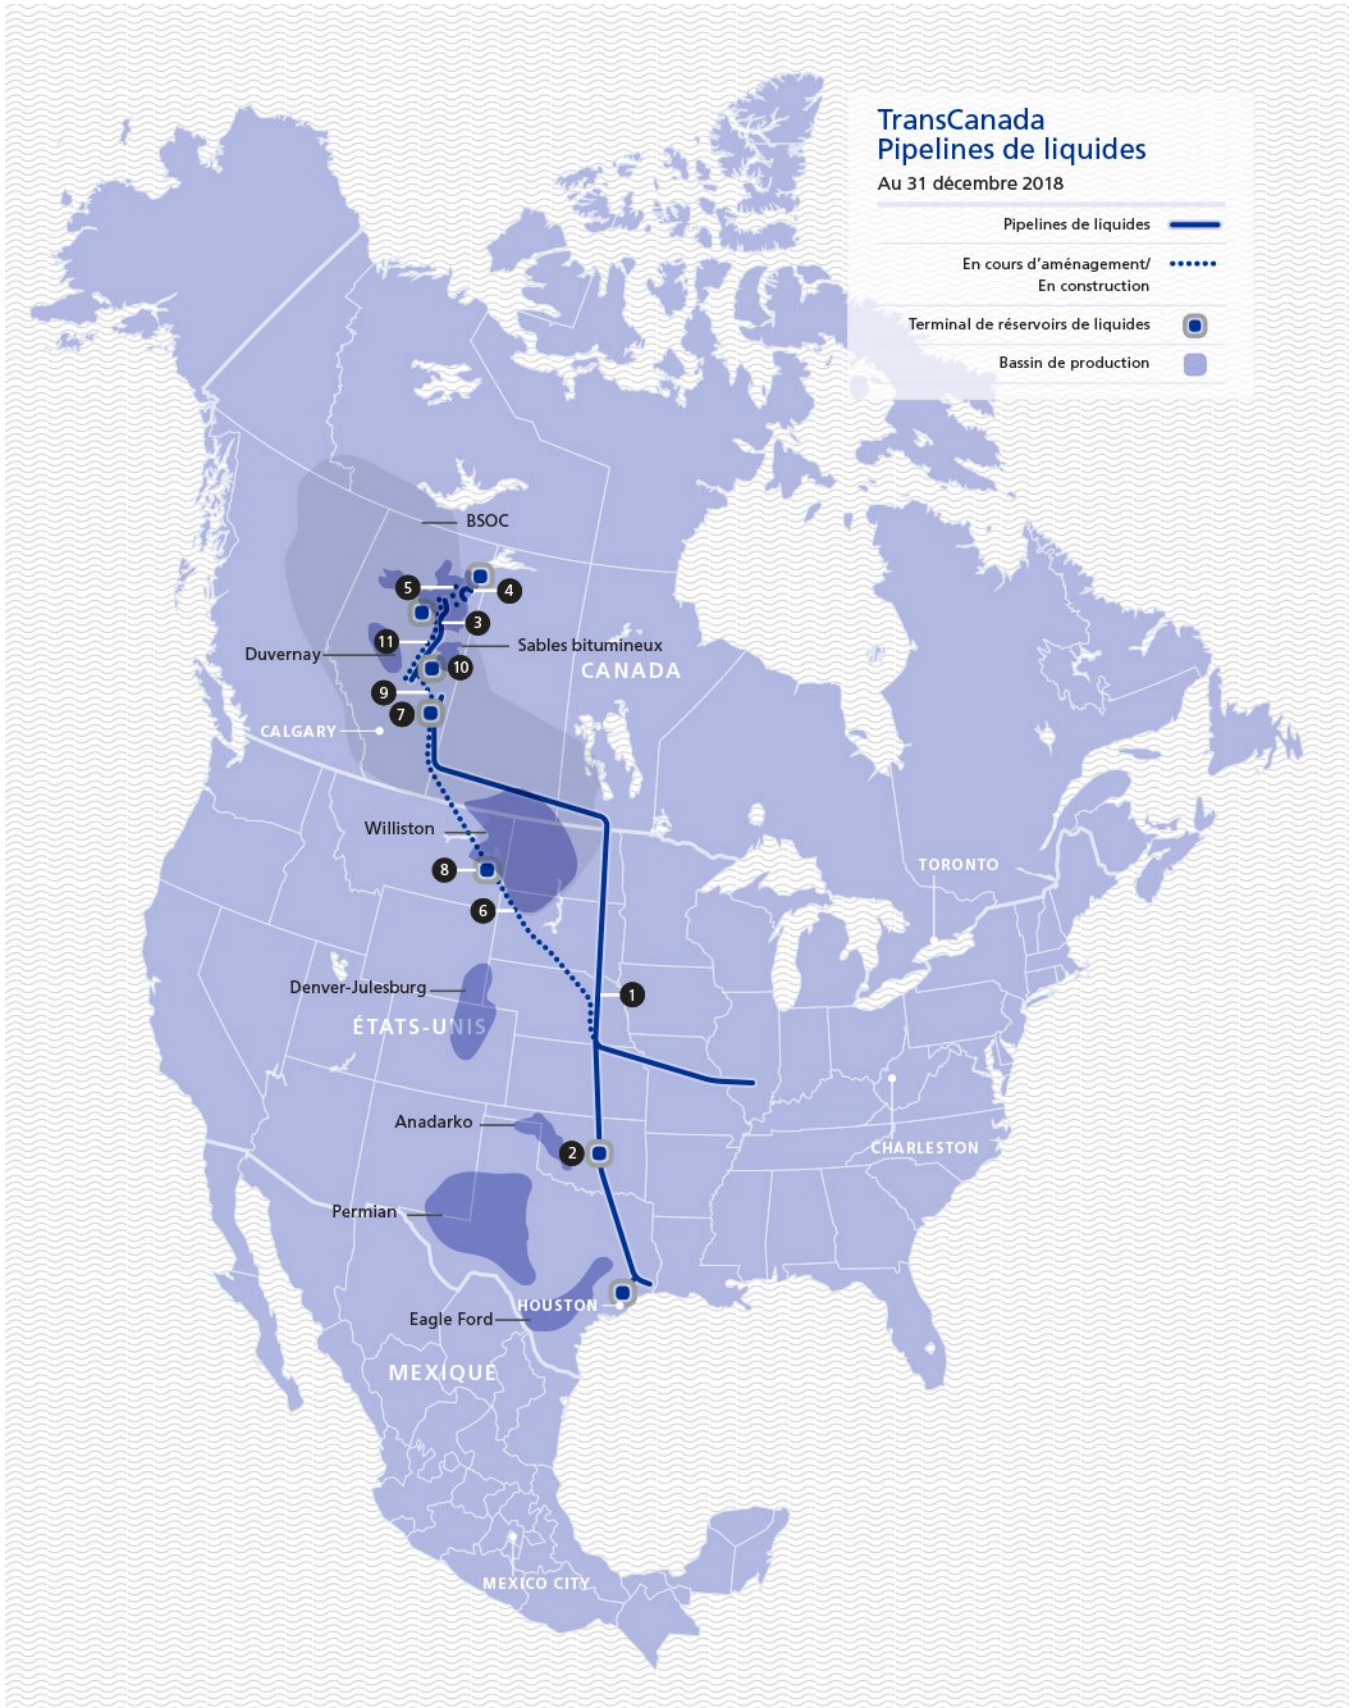 TransCanada
Pipelines de liquides
Au 31 décembre 2018
Pipelines de liquides
En cours d'aménagement/
En construction
Terminal de réservoirs de liquides
Bassin de production
BSOC
5
4
3
11
Sables bitumineux
Duvernay
10
CANADA
9
7
CALGARY
Williston
8
TORONTO
6
Denver-Julesburg
1
ÉTATS-UNIS
Anadarko
2
CHARLESTON
Permian
HOUSTON
Eagle Ford
MEXIQUE
MEXICO CITY